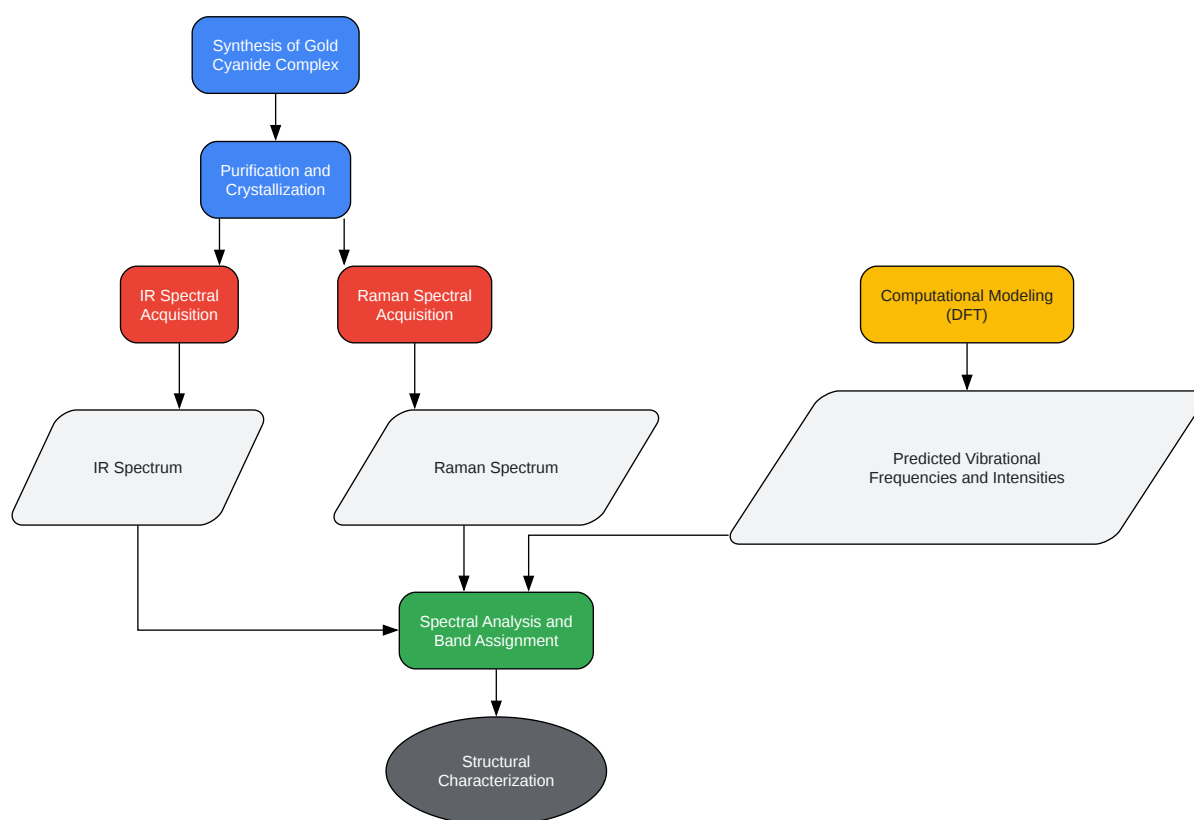 Synthesis of Gold
Cyanide Complex
Purification and
Crystallization
IR Spectral
Acquisition
Raman Spectral
Acquisition
Computational Modeling
(DFT)
IR Spectrum
Raman Spectrum
Predicted Vibrational
Frequencies and Intensities
Spectral Analysis and
Band Assignment
Structural
Characterization